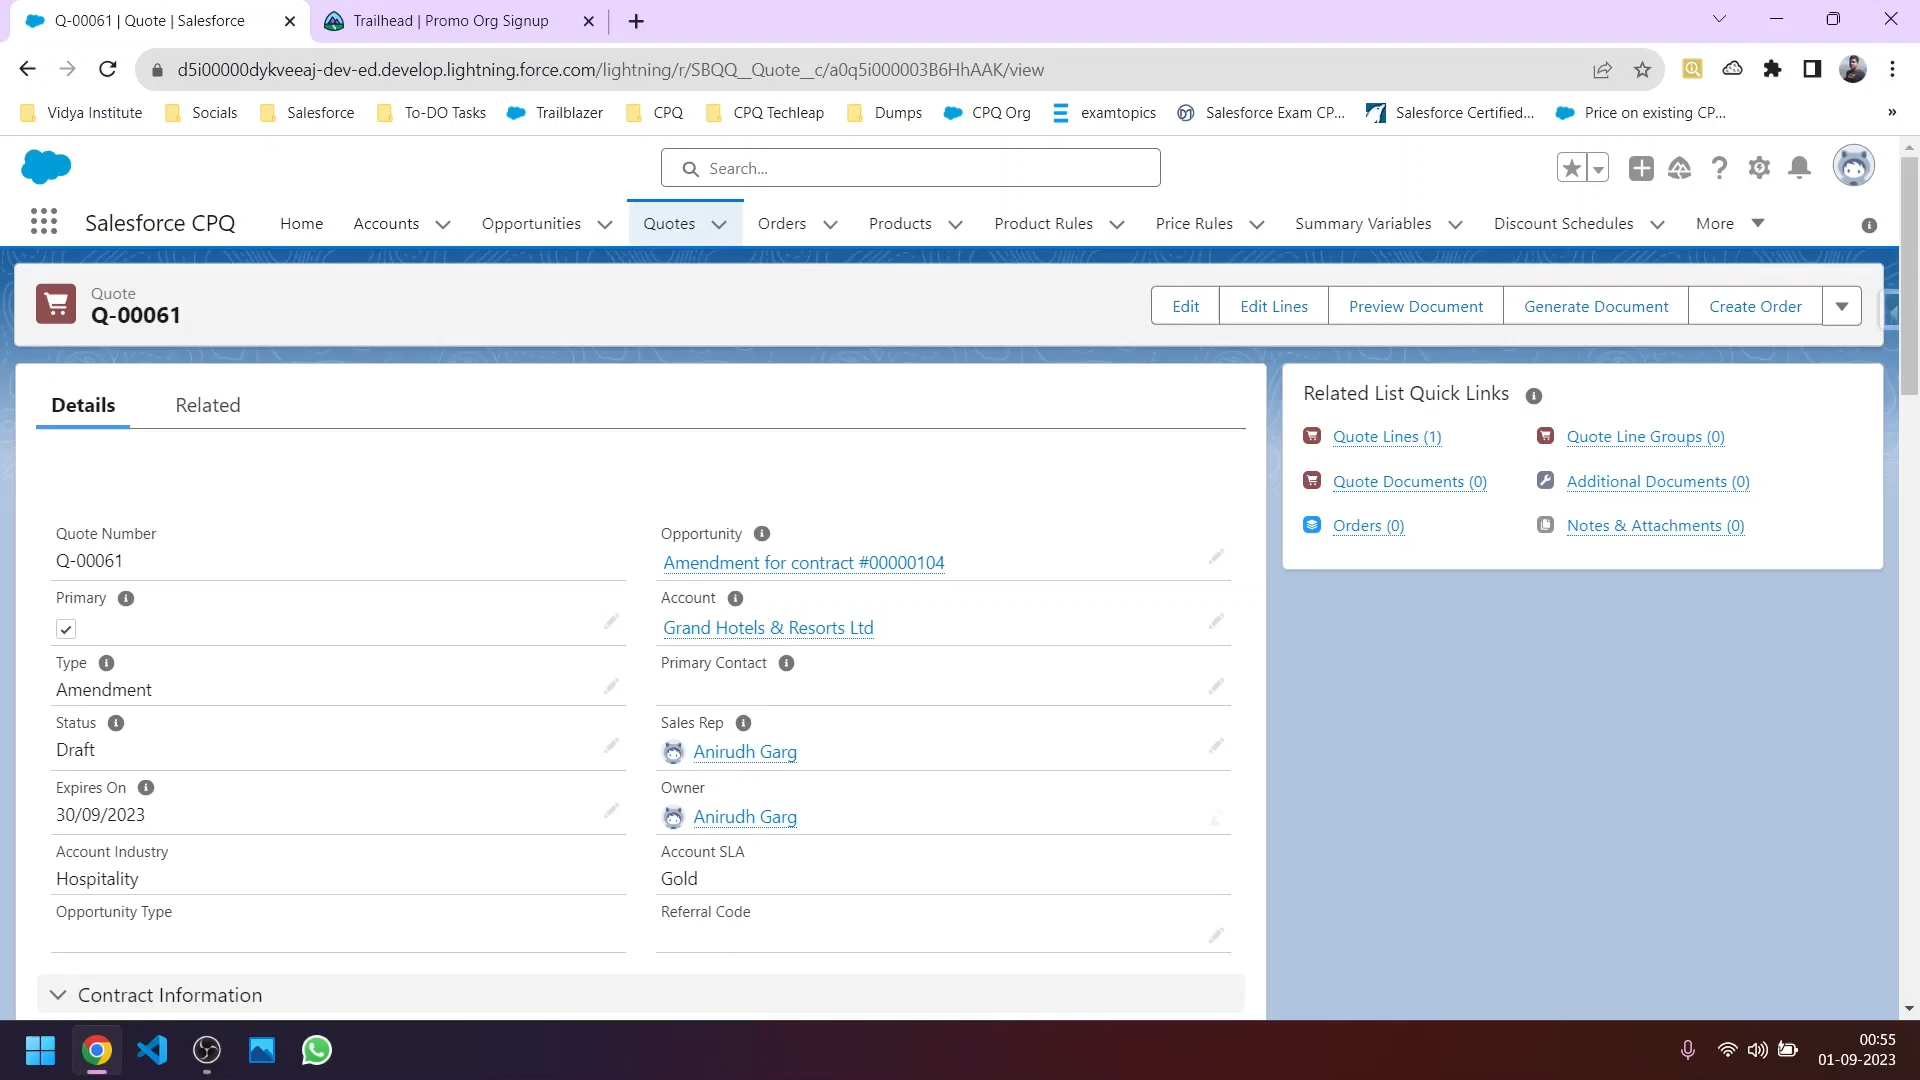 Q-00061 | Quote | Salesforce
Trailhead | Promo Org Signup
d5i00000dykveeaj-dev-ed.develop.lightning.force.com/lightning/r/SBQQ__Quote__c/a0q5i000003B6HhAAK/view
Vidya Institute
Socials
Salesforce
To-DO Tasks
Trailblazer
CPQ
CPQ Techleap
Dumps
CPQ Org
examtopics
Salesforce Exam CP...
Salesforce Certified...
Price on existing CP...
»
Search...
Salesforce CPQ
Home
Accounts
Opportunities
Quotes
Orders
Products
Product Rules
Price Rules
Summary Variables
Discount Schedules
More
Quote
Q-00061
Edit
Edit Lines
Preview Document
Generate Document
Create Order
Details
Related
Quote Number
Q-00061
Opportunity
Amendment for contract #00000104
Primary
Account
Grand Hotels & Resorts Ltd
Type
Amendment
Primary Contact
Status
Draft
Sales Rep
Anirudh Garg
Expires On
30/09/2023
Owner
Anirudh Garg
Account Industry
Hospitality
Account SLA
Gold
Opportunity Type
Referral Code
Contract Information
Related List Quick Links
Quote Lines (1)
Quote Line Groups (0)
Quote Documents (0)
Additional Documents (0)
Orders (0)
Notes & Attachments (0)
00:55
01-09-2023